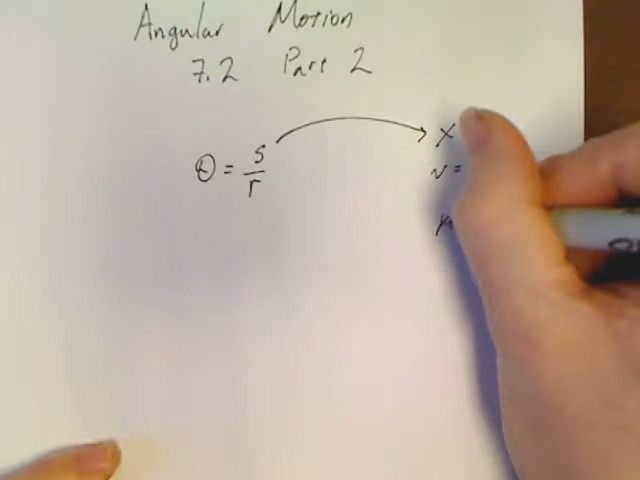 Angular Motion
7.2 Part 2
θ = s/r
x
v =